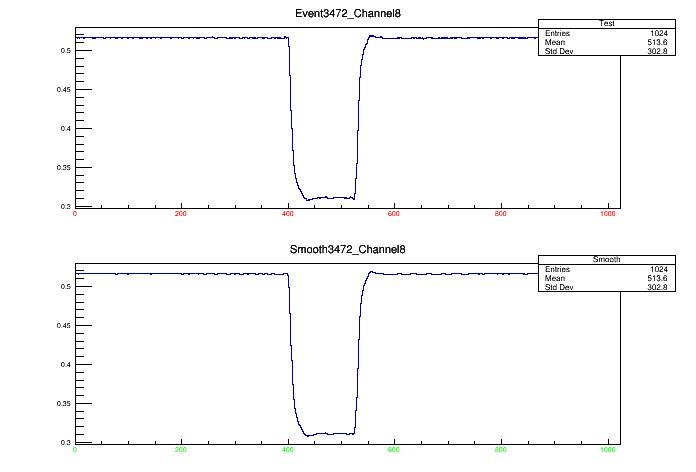 Event3472_Channel8
Test
Entries 1024
Mean 513.6
Std Dev 302.8
0.5
0.45
0.4
0.35
0.3
0 200 400 600 800 1000
Smooth3472_Channel8
Smooth
Entries 1024
Mean 513.6
Std Dev 302.8
0.5
0.45
0.4
0.35
0.3
0 200 400 600 800 1000